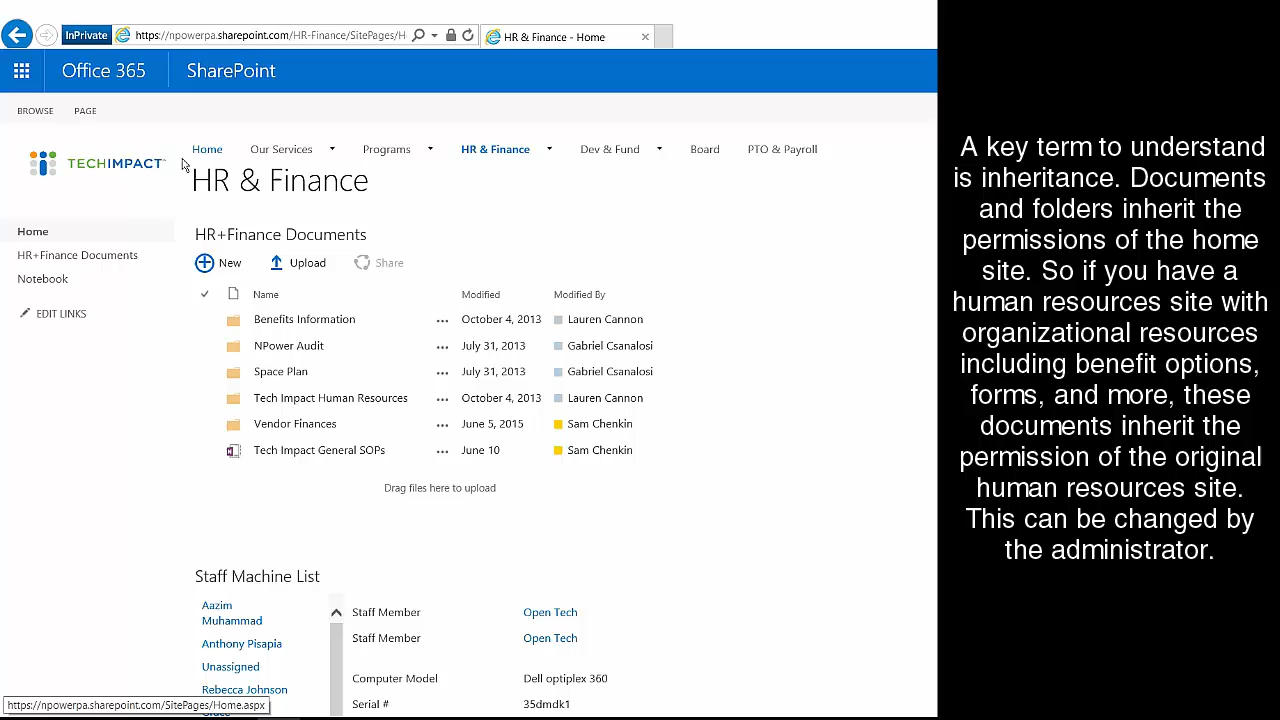 InPrivate https://npowerpa.sharepoint.com/HR-Finance/SitePages/H HR & Finance - Home
Office 365 SharePoint
BROWSE PAGE
TECHIMPACT
Home Our Services Programs HR & Finance Dev & Fund Board PTO & Payroll
HR & Finance
Home
HR+Finance Documents
Notebook
EDIT LINKS
HR+Finance Documents
New Upload Share
Name Modified Modified By
Benefits Information ... October 4, 2013 Lauren Cannon
NPower Audit ... July 31, 2013 Gabriel Csanalosi
Space Plan ... July 31, 2013 Gabriel Csanalosi
Tech Impact Human Resources ... October 4, 2013 Lauren Cannon
Vendor Finances ... June 5, 2015 Sam Chenkin
Tech Impact General SOPs ... June 10 Sam Chenkin
Drag files here to upload
Staff Machine List
Aazim
Muhammad
Anthony Pisapia
Unassigned
Rebecca Johnson
Staff Member Open Tech
Staff Member Open Tech
Computer Model Dell optiplex 360
Serial # 35dmdk1
https://npowerpa.sharepoint.com/SitePages/Home.aspx
A key term to understand
is inheritance. Documents
and folders inherit the
permissions of the home
site. So if you have a
human resources site with
organizational resources
including benefit options,
forms, and more, these
documents inherit the
permission of the original
human resources site.
This can be changed by
the administrator.